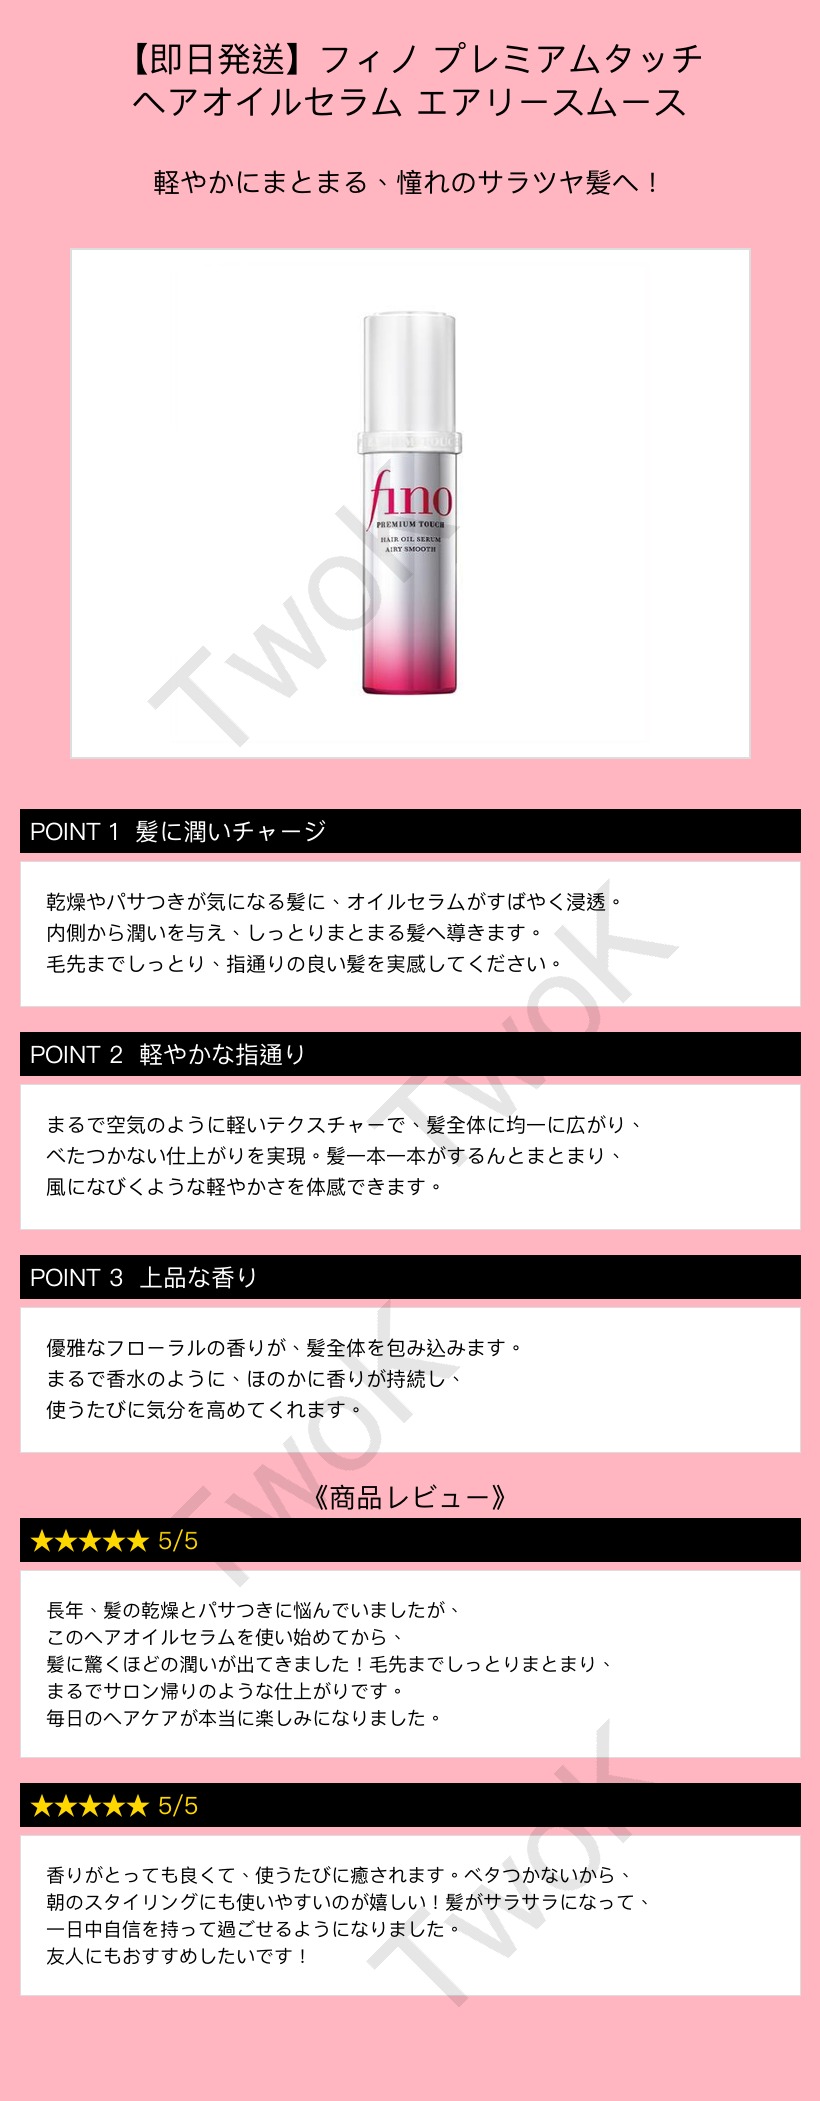 【即日発送】フィノ プレミアムタッチ
ヘアオイルセラム エアリースムース
軽やかにまとまる、憧れのサラツヤ髪へ！
fino
PREMIUM TOUCH
HAIR OIL SERUM
AIRY SMOOTH
TwoK
POINT 1 髪に潤いチャージ
乾燥やパサつきが気になる髪に、オイルセラムがすばやく浸透。
内側から潤いを与え、しっとりまとまる髪へ導きます。
毛先までしっとり、指通りの良い髪を実感してください。
TwoK
POINT 2 軽やかな指通り
まるで空気のように軽いテクスチャーで、髪全体に均一に広がり、
べたつかない仕上がりを実現。髪一本一本がするんとまとまり、
風になびくような軽やかさを体感できます。
POINT 3 上品な香り
優雅なフローラルの香りが、髪全体を包み込みます。
まるで香水のように、ほのかに香りが持続し、
使うたびに気分を高めてくれます。
TwoK
《商品レビュー》
★★★★★ 5/5
長年、髪の乾燥とパサつきに悩んでいましたが、
このヘアオイルセラムを使い始めてから、
髪に驚くほどの潤いが出てきました！毛先までしっとりまとまり、
まるでサロン帰りのような仕上がりです。
毎日のヘアケアが本当に楽しみになりました。
★★★★★ 5/5
香りがとっても良くて、使うたびに癒されます。ベタつかないから、
朝のスタイリングにも使いやすいのが嬉しい！髪がサラサラになって、
一日中自信を持って過ごせるようになりました。
友人にもおすすめしたいです！
TwoK